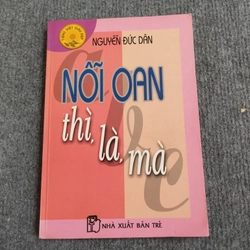 NGUYỄN ĐỨC DÂN
NỖI OAN
thì, là, mà
NHÀ XUẤT BẢN TRẺ